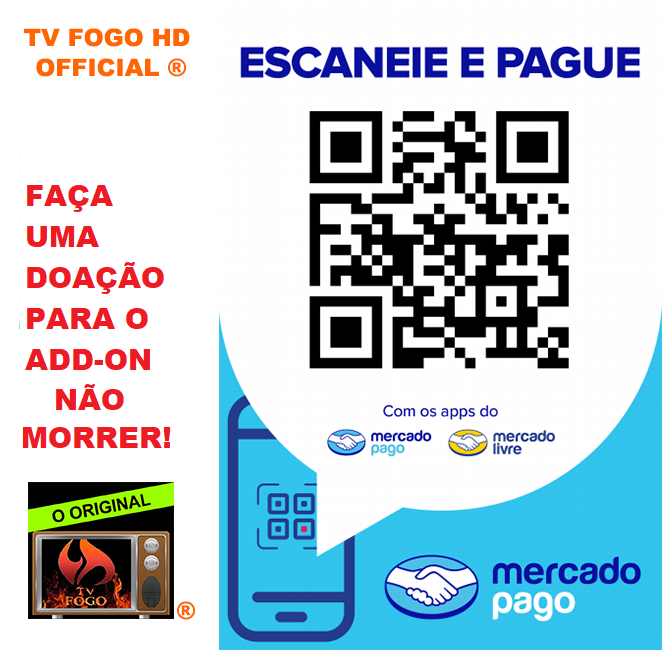 TV FOGO HD
OFFICIAL ®
FAÇA
UMA
DOAÇÃO
PARA O
ADD-ON
NÃO
MORRER!
O ORIGINAL
TV
FOGO
®
ESCANEIE E PAGUE
Com os apps do
mercado
pago
mercado
livre
mercado
pago